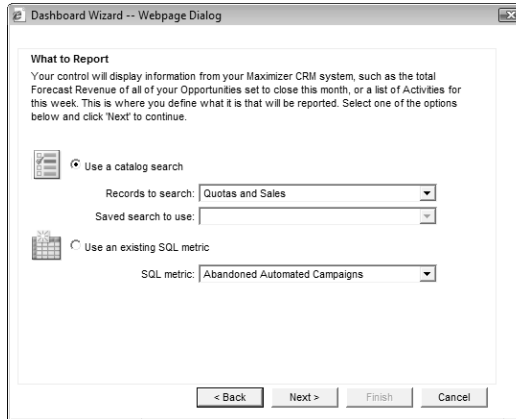 Dashboard Wizard -- Webpage Dialog
What to Report
Your control will display information from your Maximizer CRM system, such as the total
Forecast Revenue of all of your Opportunities set to close this month, or a list of Activities for
this week. This is where you define what it is that will be reported. Select one of the options
below and click 'Next' to continue.
Use a catalog search
Records to search: Quotas and Sales
Saved search to use:
Use an existing SQL metric
SQL metric: Abandoned Automated Campaigns
< Back Next > Finish Cancel